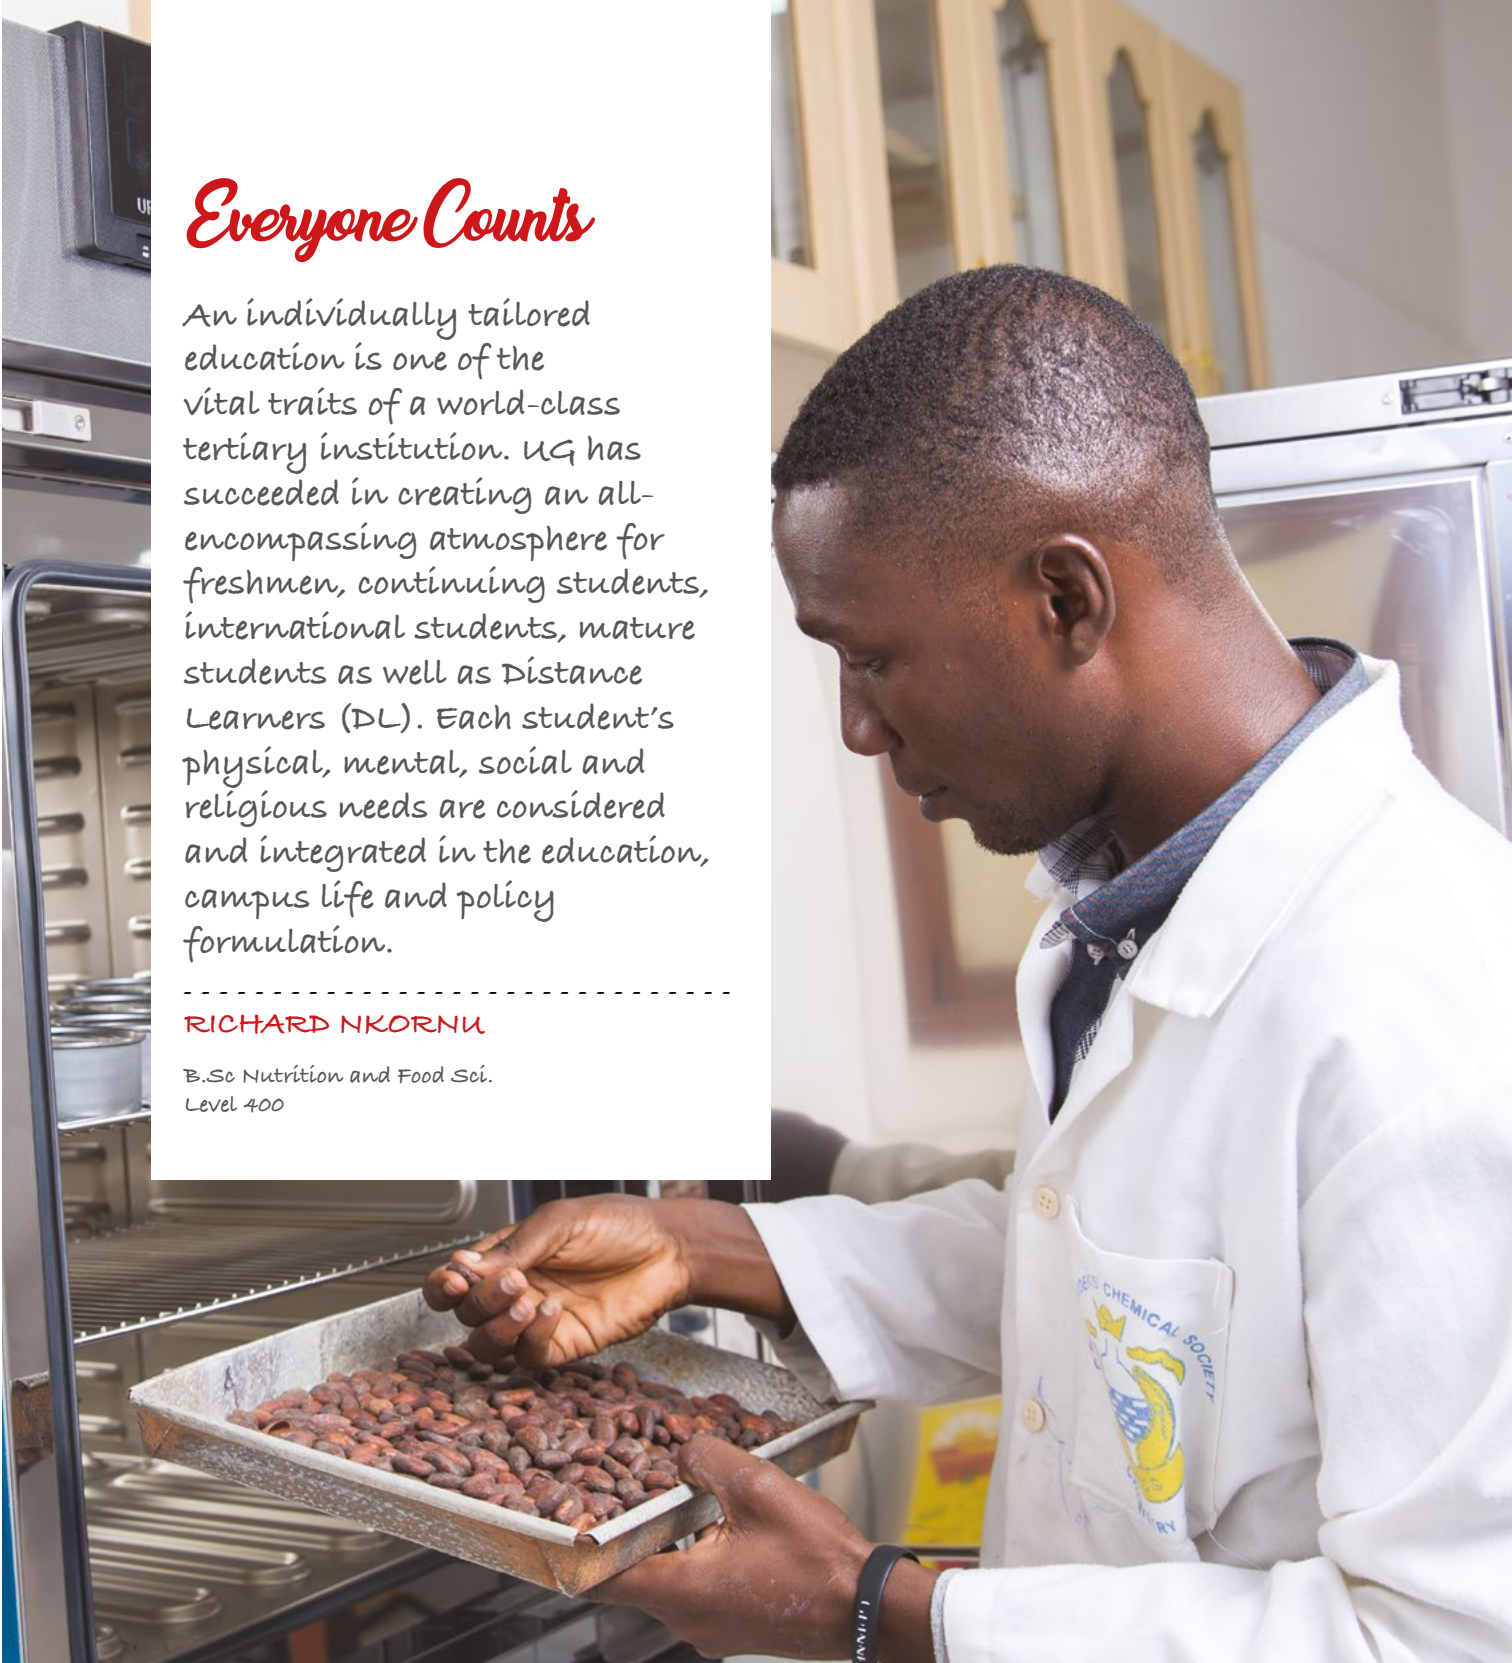 Everyone Counts
An individually tailored
education is one of the
vital traits of a world-class
tertiary institution. UG has
succeeded in creating an all-
encompassing atmosphere for
freshmen, continuing students,
international students, mature
students as well as Distance
Learners (DL). Each student's
physical, mental, social and
religious needs are considered
and integrated in the education,
campus life and policy
formulation.
RICHARD NKORNU
B.Sc Nutrition and Food Sci.
Level 400
CHEMICAL SOCIETY